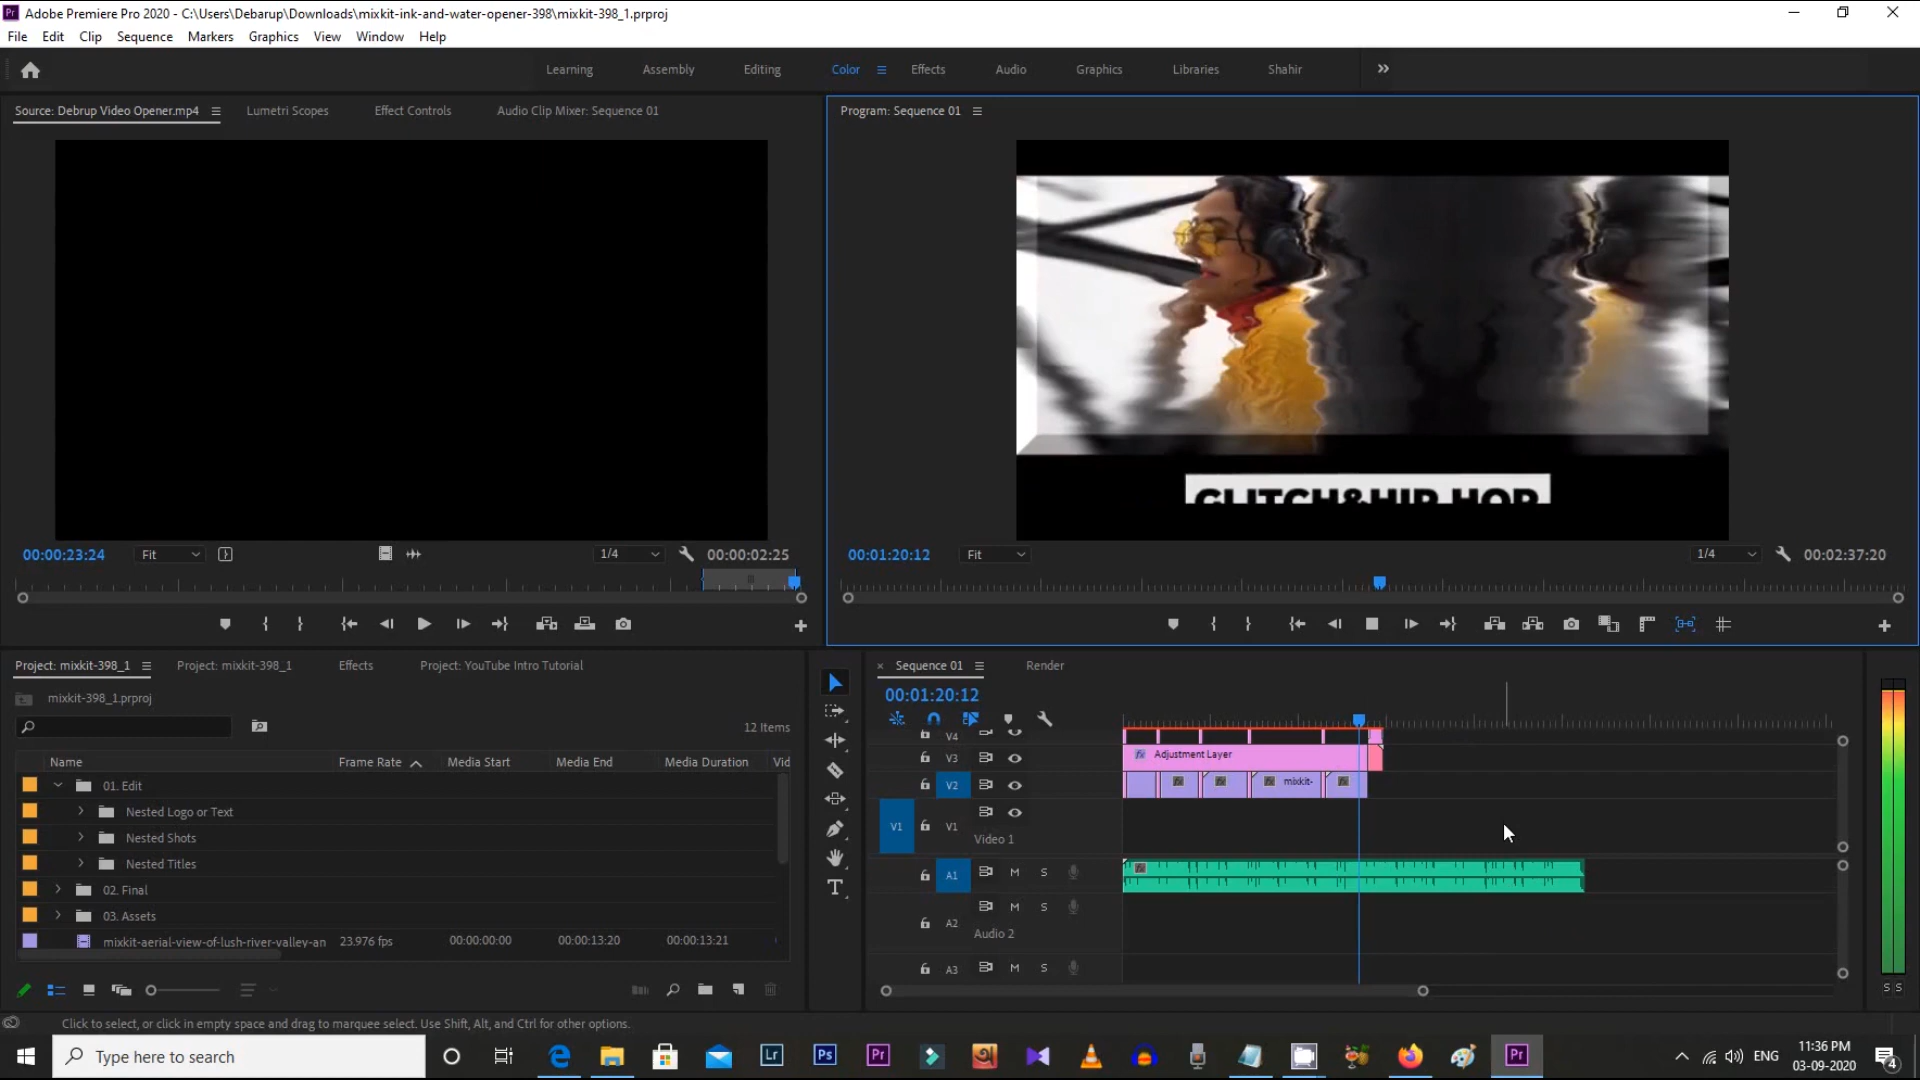 Adobe Premiere Pro 2020 - C:\Users\Debarup\Downloads\mixkit-ink-and-water-opener-398\mixkit-398_1.prproj
File Edit Clip Sequence Markers Graphics View Window Help
Learning Assembly Editing Color Effects Audio Graphics Libraries Shahir
Source: Debrup Video Opener.mp4 Lumetri Scopes Effect Controls Audio Clip Mixer: Sequence 01
Program: Sequence 01
GLITCH&HIP HOP
00:00:23:24 Fit 1/4 00:00:02:25
00:01:20:12 Fit 1/4 00:02:37:20
Project: mixkit-398_1 Project: mixkit-398_1 Effects Project: YouTube Intro Tutorial
mixkit-398_1.prproj
12 Items
Name Frame Rate Media Start Media End Media Duration Vid
01. Edit
Nested Logo or Text
Nested Shots
Nested Titles
02. Final
03. Assets
mixkit-aerial-view-of-lush-river-valley-an 23.976 fps 00:00:00:00 00:00:13:20 00:00:13:21
Sequence 01 Render
00:01:20:12
V4
V3 Adjustment Layer
V2 mixkit-
V1 V1
Video 1
A1 M S
A2 M S
Audio 2
A3 M S
S S
Click to select, or click in empty space and drag to marquee select. Use Shift, Alt, and Ctrl for other options.
Type here to search
Lr Ps Pr Pr
ENG
11:36 PM
03-09-2020
4